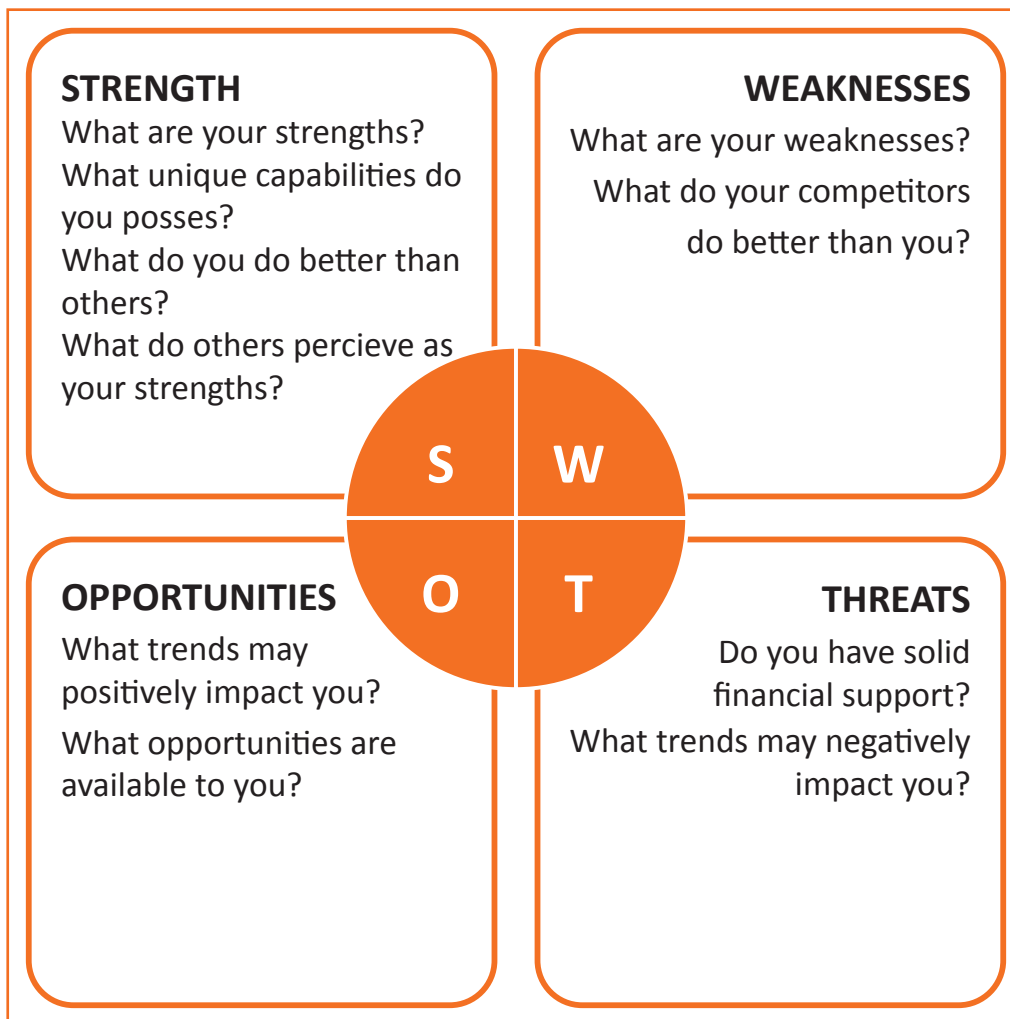 STRENGTH
What are your strengths?
What unique capabilities do
you posses?
What do you do better than
others?
What do others percieve as
your strengths?
WEAKNESSES
What are your weaknesses?
What do your competitors
do better than you?
S
W
O
T
OPPORTUNITIES
What trends may
positively impact you?
What opportunities are
available to you?
THREATS
Do you have solid
financial support?
What trends may negatively
impact you?